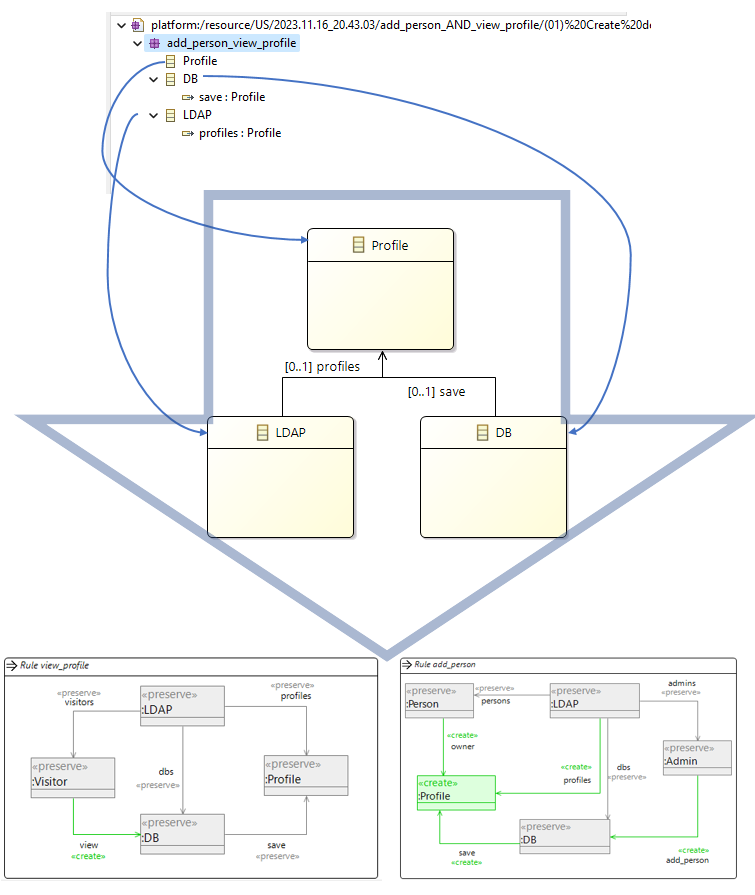 platform:/resource/US/2023.11.16_20.43.03/add_person_AND_view_profile/(01)%20Create%20d
add_person_view_profile
Profile
DB
save : Profile
LDAP
profiles : Profile
Profile
[0..1] profiles
[0..1] save
LDAP
DB
Rule view_profile
«preserve»
visitors
«preserve»
:LDAP
«preserve»
profiles
«preserve»
:Visitor
dbs
«preserve»
«preserve»
:Profile
«preserve»
:DB
view
«create»
save
«preserve»
Rule add_person
«preserve»
:Person
«preserve»
persons
«preserve»
:LDAP
admins
«preserve»
«create»
owner
«create»
profiles
dbs
«preserve»
«preserve»
:Admin
«create»
:Profile
«preserve»
:DB
save
«create»
«create»
add_person